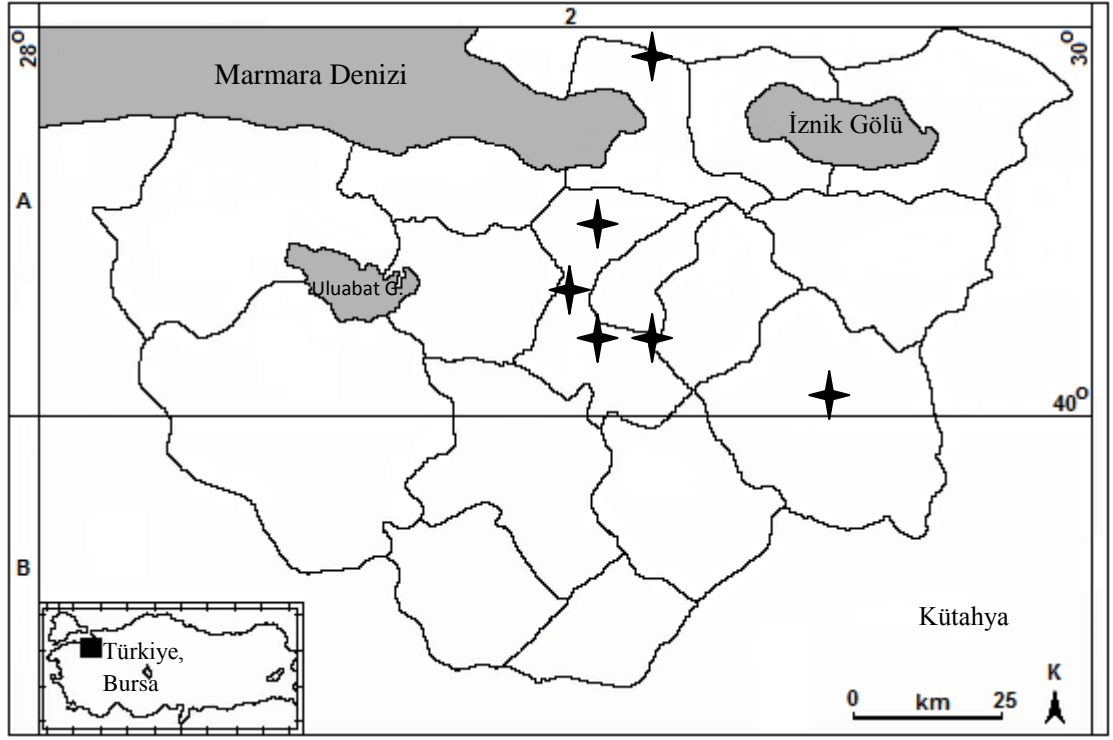 2
28°
30°
Marmara Denizi
İznik Gölü
A
Uluabat G.
40°
B
Kütahya
Türkiye,
Bursa
K
0 km 25